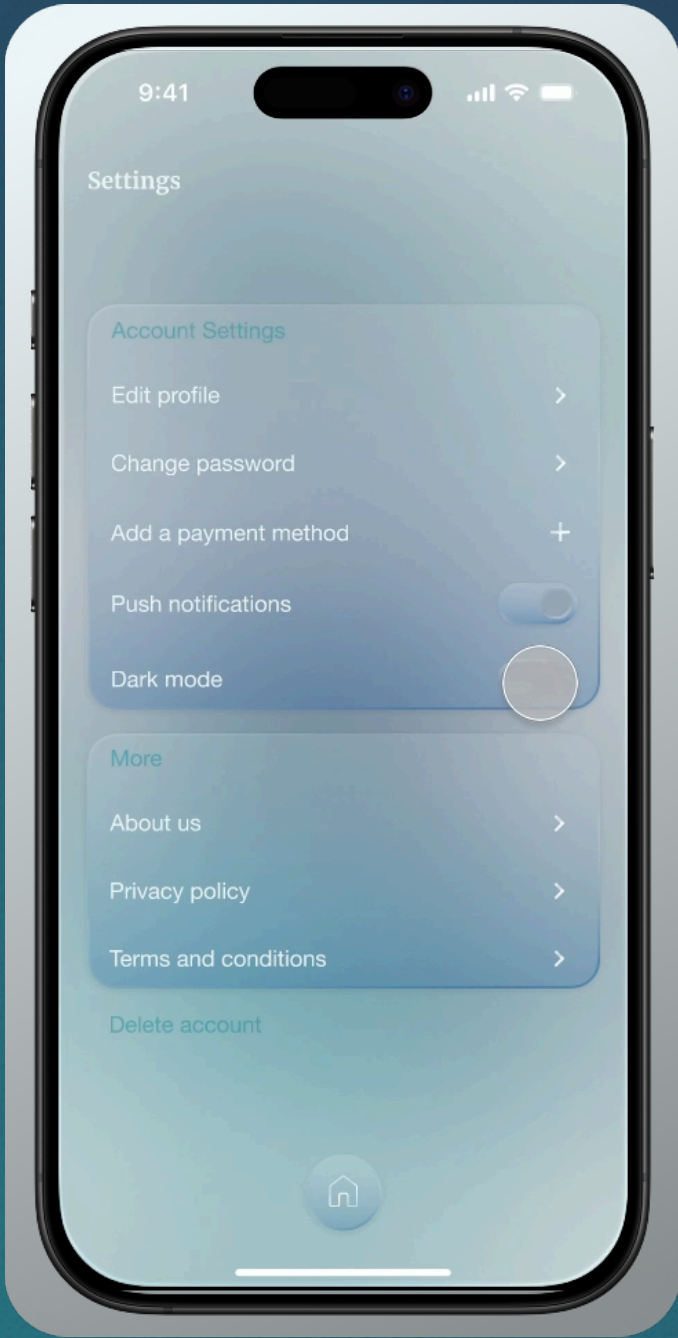 9:41
Settings
Account Settings
Edit profile
Change password
Add a payment method
Push notifications
Dark mode
More
About us
Privacy policy
Terms and conditions
Delete account